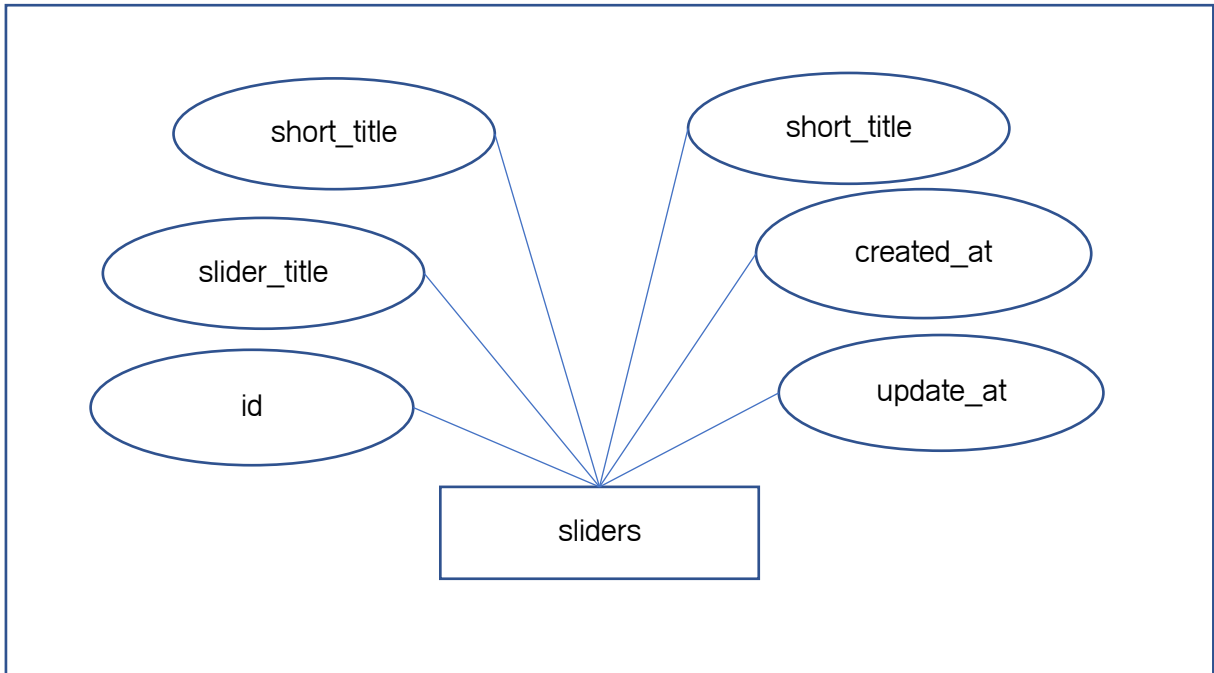 short_title
short_title
slider_title
created_at
id
update_at
sliders